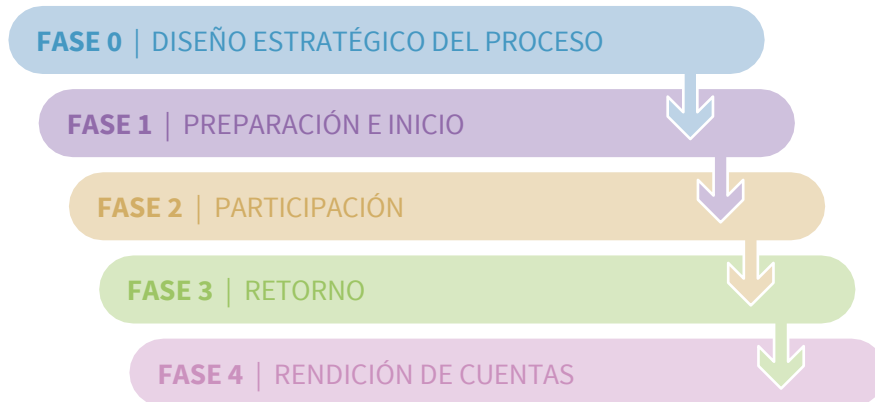 FASE 0 | DISEÑO ESTRATÉGICO DEL PROCESO
FASE 1 | PREPARACIÓN E INICIO
FASE 2 | PARTICIPACIÓN
FASE 3 | RETORNO
FASE 4 | RENDICIÓN DE CUENTAS